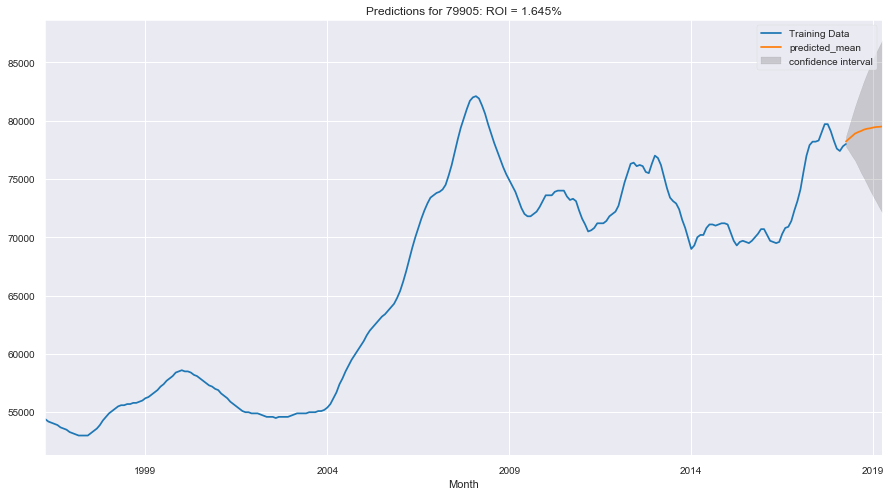 Predictions for 79905: ROI = 1.645%
Training Data
predicted_mean
confidence interval
85000
80000
75000
70000
65000
60000
55000
1999
2004
2009
2014
2019
Month